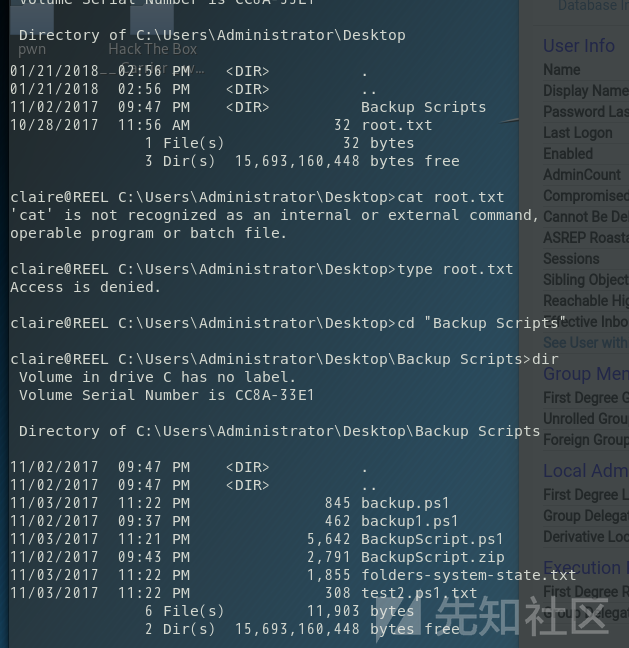 Volume Serial Number is CC8A-33E1
Directory of C:\Users\Administrator\Desktop
pwn
Hack The Box
01/21/2018  02:56 PM    <DIR>          .
01/21/2018  02:56 PM    <DIR>          ..
11/02/2017  09:47 PM    <DIR>          Backup Scripts
10/28/2017  11:56 AM                32 root.txt
1 File(s)             32 bytes
3 Dir(s)  15,693,160,448 bytes free
claire@REEL C:\Users\Administrator\Desktop>cat root.txt
'cat' is not recognized as an internal or external command,
operable program or batch file.
claire@REEL C:\Users\Administrator\Desktop>type root.txt
Access is denied.
claire@REEL C:\Users\Administrator\Desktop>cd "Backup Scripts"
claire@REEL C:\Users\Administrator\Desktop\Backup Scripts>dir
Volume in drive C has no label.
Volume Serial Number is CC8A-33E1
Directory of C:\Users\Administrator\Desktop\Backup Scripts
11/02/2017  09:47 PM    <DIR>          .
11/02/2017  09:47 PM    <DIR>          ..
11/03/2017  11:22 PM               845 backup.ps1
11/02/2017  09:37 PM               462 backup1.ps1
11/03/2017  11:21 PM             5,642 BackupScript.ps1
11/02/2017  09:43 PM             2,791 BackupScript.zip
11/03/2017  11:22 PM             1,855 folders-system-state.txt
11/03/2017  11:22 PM               308 test2.ps1.txt
6 File(s)         11,903 bytes
2 Dir(s)  15,693,160,448 bytes free
Database
User Info
Name
Display Name
Password
Last Logon
Enabled
AdminCount
Compromised
Cannot Be
ASREP
Sessions
Sibling
Reachable
Effective
See User with
Group
First Degree
Unrolled
Foreign
Local
First Degree
Group
Derivative
Execution
First Degree
Group
先知社区